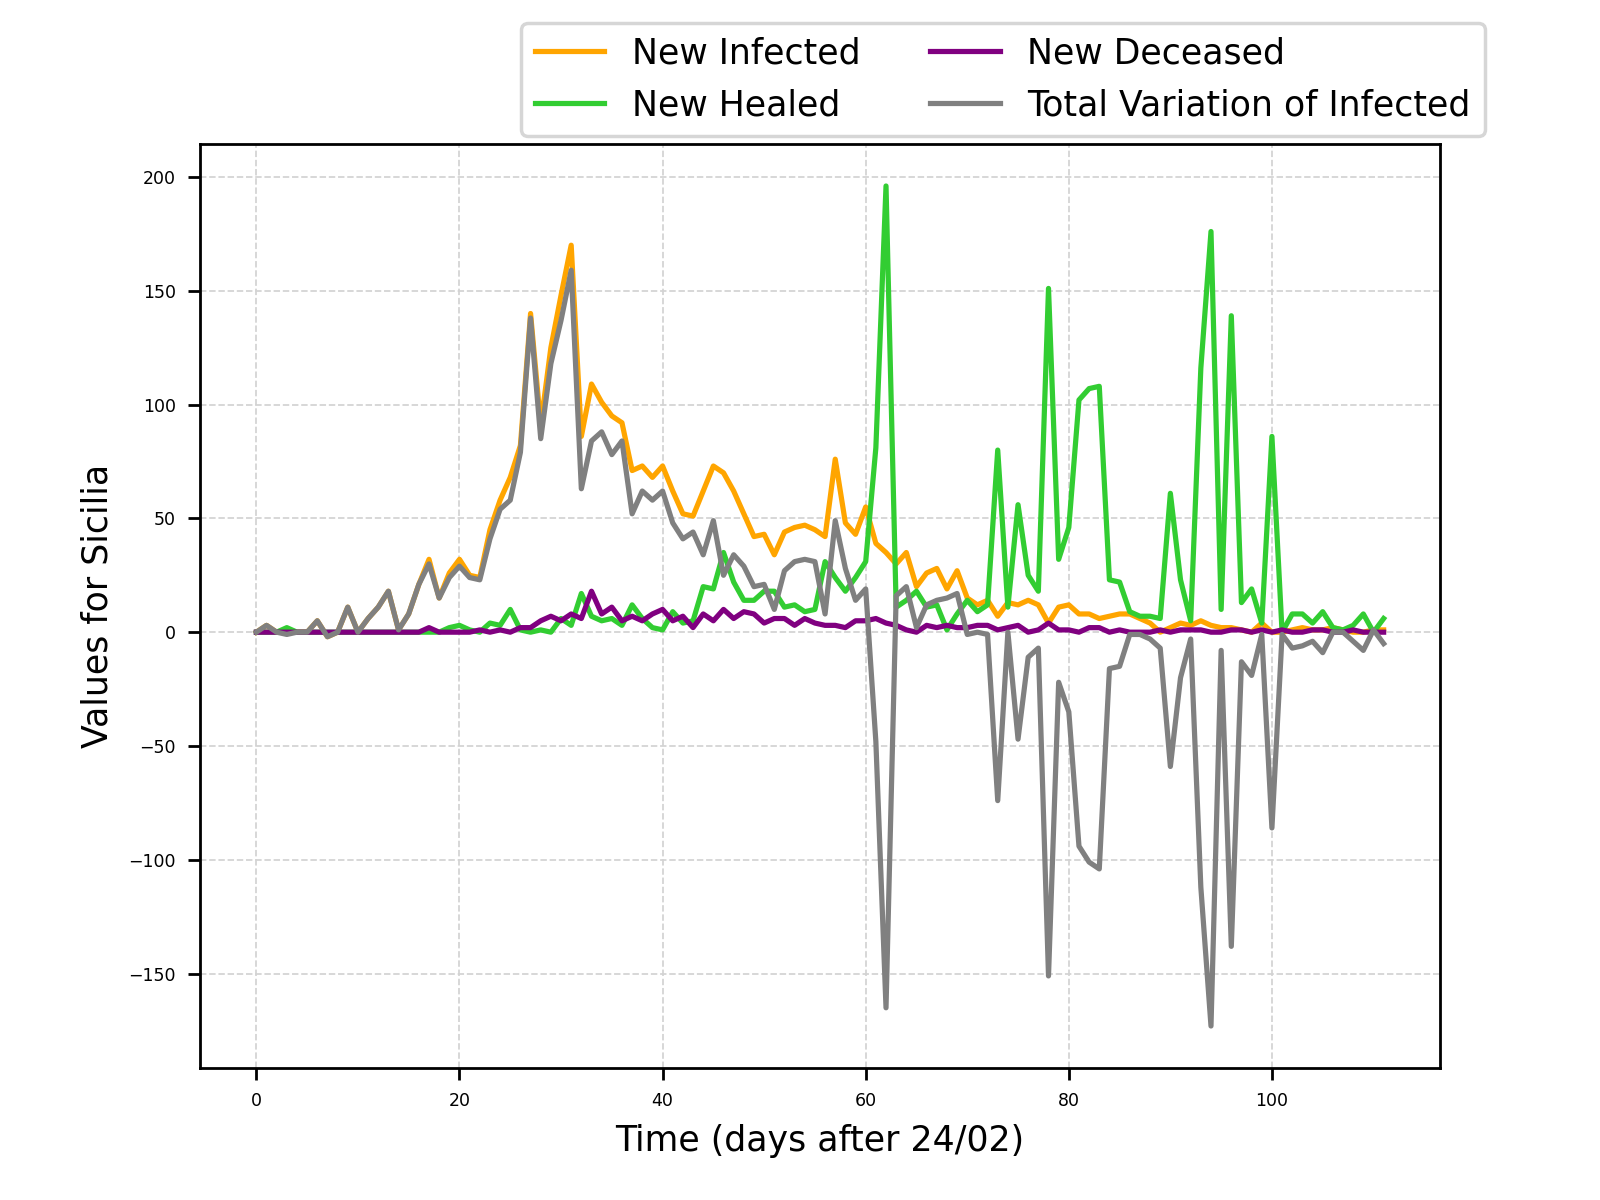 New Infected
New Healed
New Deceased
Total Variation of Infected
200
150
100
50
0
−50
−100
−150
Values for Sicilia
0 20 40 60 80 100
Time (days after 24/02)